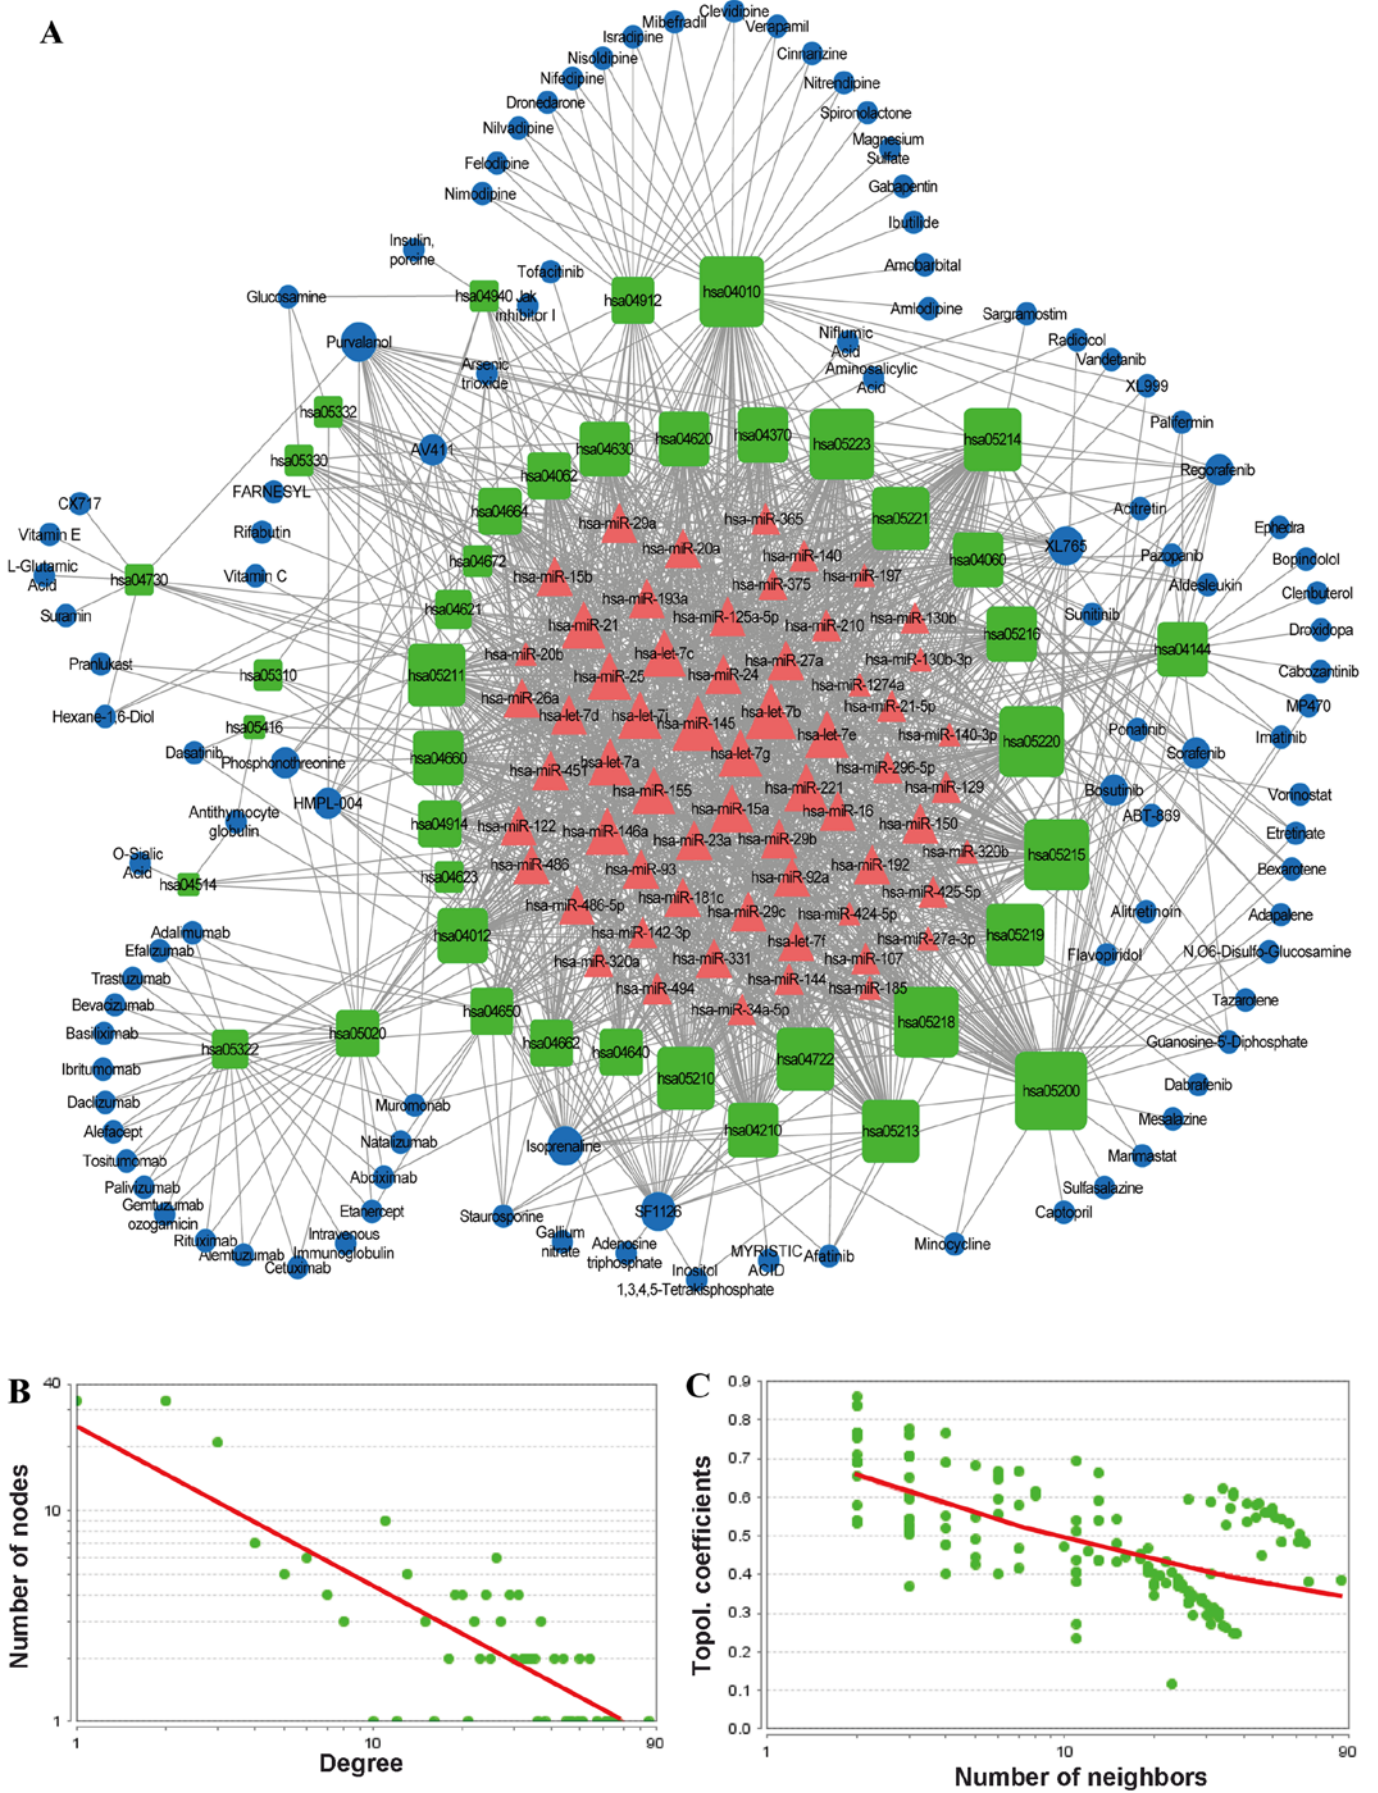 A
Clevidipine
Mibefradil
Verapamil
Isradipine
Cinnarizine
Nisoldipine
Nifedipine
Nitrendipine
Dronedarone
Spironolactone
Nilvadipine
Magnesium
Sulfate
Felodipine
Gabapentin
Nimodipine
Ibutilide
Insulin,
porcine
Amobarbital
Tofacitinib
Glucosamine
hsa04940
Jak
inhibitor I
hsa04912
hsa04010
Amlodipine
Sargramostim
Purvalanol
Niflumic
Acid
Radicicol
Vandetanib
Arsenic
trioxide
Aminosalicylic
Acid
XL999
hsa05332
Palifermin
hsa04630
hsa04620
hsa04370
hsa05223
hsa05214
AV411
hsa05330
hsa04062
Regorafenib
FARNESYL
CX717
hsa04664
hsa-miR-29a
hsa-miR-365
hsa05221
Acitretin
Vitamin E
Rifabutin
hsa-miR-20a
hsa-miR-140
hsa04060
XL765
Ephedra
L-Glutamic
Acid
hsa04730
Vitamin C
hsa04672
hsa-miR-15b
hsa-miR-375
hsa-miR-197
Pazopanib
Bopindolol
Aldesleukin
Clenbuterol
Suramin
hsa04621
hsa-miR-193a
hsa-miR-21
hsa-miR-125a-5p
hsa-miR-210
hsa-miR-130b
hsa05216
Sunitinib
Droxidopa
Pranlukast
hsa05310
hsa05211
hsa-miR-20b
hsa-let-7c
hsa-miR-25
hsa-miR-24
hsa-miR-27a
hsa-miR-130b-3p
hsa-miR-1274a
hsa04144
Cabozantinib
Hexane-1,6-Diol
hsa05416
hsa-miR-26a
hsa-let-7d
hsa-let-7i
hsa-miR-145
hsa-let-7b
hsa-miR-21-5p
MP470
Dasatinib
Phosphonothreonine
hsa04660
hsa-miR-451
hsa-let-7a
hsa-let-7g
hsa-let-7e
hsa-miR-140-3p
hsa05220
Ponatinib
Imatinib
Sorafenib
hsa-miR-296-5p
HMPL-004
hsa-miR-155
hsa-miR-221
hsa-miR-129
Bosutinib
Vorinostat
Antithymocyte
globulin
hsa04914
hsa-miR-122
hsa-miR-146a
hsa-miR-15a
hsa-miR-16
hsa-miR-150
ABT-869
Etretinate
hsa-miR-23a
hsa-miR-29b
hsa-miR-320b
hsa05215
O-Sialic
Acid
hsa04514
hsa04623
hsa-miR-486
hsa-miR-93
hsa-miR-92a
hsa-miR-192
Bexarotene
hsa-miR-486-5p
hsa-miR-181c
hsa-miR-29c
hsa-miR-424-5p
hsa-miR-425-5p
Alitretinoin
Adapalene
Adalimumab
hsa04012
hsa-miR-142-3p
hsa-let-7f
hsa-miR-27a-3p
hsa05219
Efalizumab
hsa-miR-320a
hsa-miR-331
hsa-miR-107
Flavopiridol
N,O6-Disulfo-Glucosamine
Trastuzumab
hsa-miR-494
hsa-miR-144
hsa-miR-185
Bevacizumab
hsa04650
hsa-miR-34a-5p
Tazarotene
Basiliximab
hsa05322
hsa05020
hsa04662
hsa04640
hsa04722
hsa05218
Guanosine-5'-Diphosphate
Ibritumomab
hsa05210
hsa05200
Dabrafenib
Daclizumab
Muromonab
Alefacept
Natalizumab
Isoprenaline
hsa04210
hsa05213
Mesalazine
Tositumomab
Marimastat
Palivizumab
Abciximab
Sulfasalazine
Gemtuzumab
ozogamicin
Etanercept
Staurosporine
SF1126
Captopril
Rituximab
Intravenous
Immunoglobulin
Gallium
nitrate
Adenosine
triphosphate
MYRISTIC
ACID
Afatinib
Minocycline
Alemtuzumab
Cetuximab
Inositol
1,3,4,5-Tetrakisphosphate
B
40
10
1
1
10
90
Number of nodes
Degree
C
0.9
0.8
0.7
0.6
0.5
0.4
0.3
0.2
0.1
0.0
1
10
90
Topol. coefficients
Number of neighbors